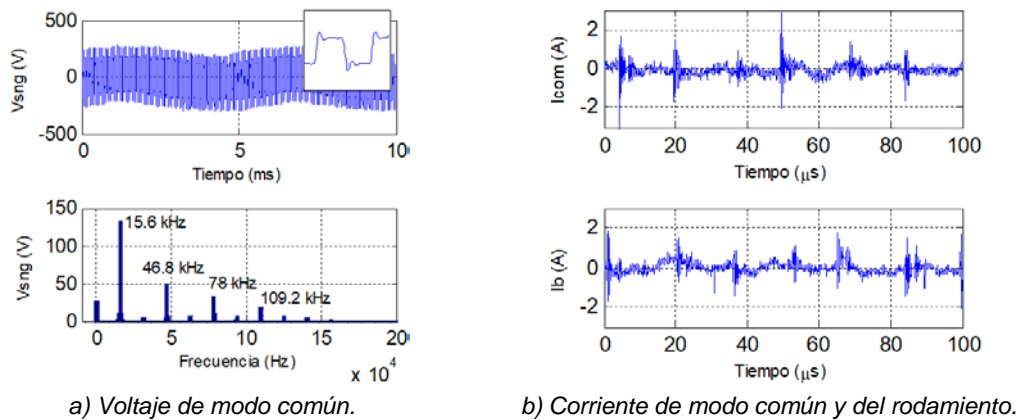 500
0
-500
Vsng (V)
0
5
10
Tiempo (ms)
150
100
50
0
Vsng (V)
15.6 kHz
46.8 kHz
78 kHz
109.2 kHz
0
5
10
15
20
Frecuencia (Hz)
x 10^4
a) Voltaje de modo común.
2
0
-2
Icom (A)
0
20
40
60
80
100
Tiempo (μs)
2
0
-2
Ib (A)
0
20
40
60
80
100
Tiempo (μs)
b) Corriente de modo común y del rodamiento.